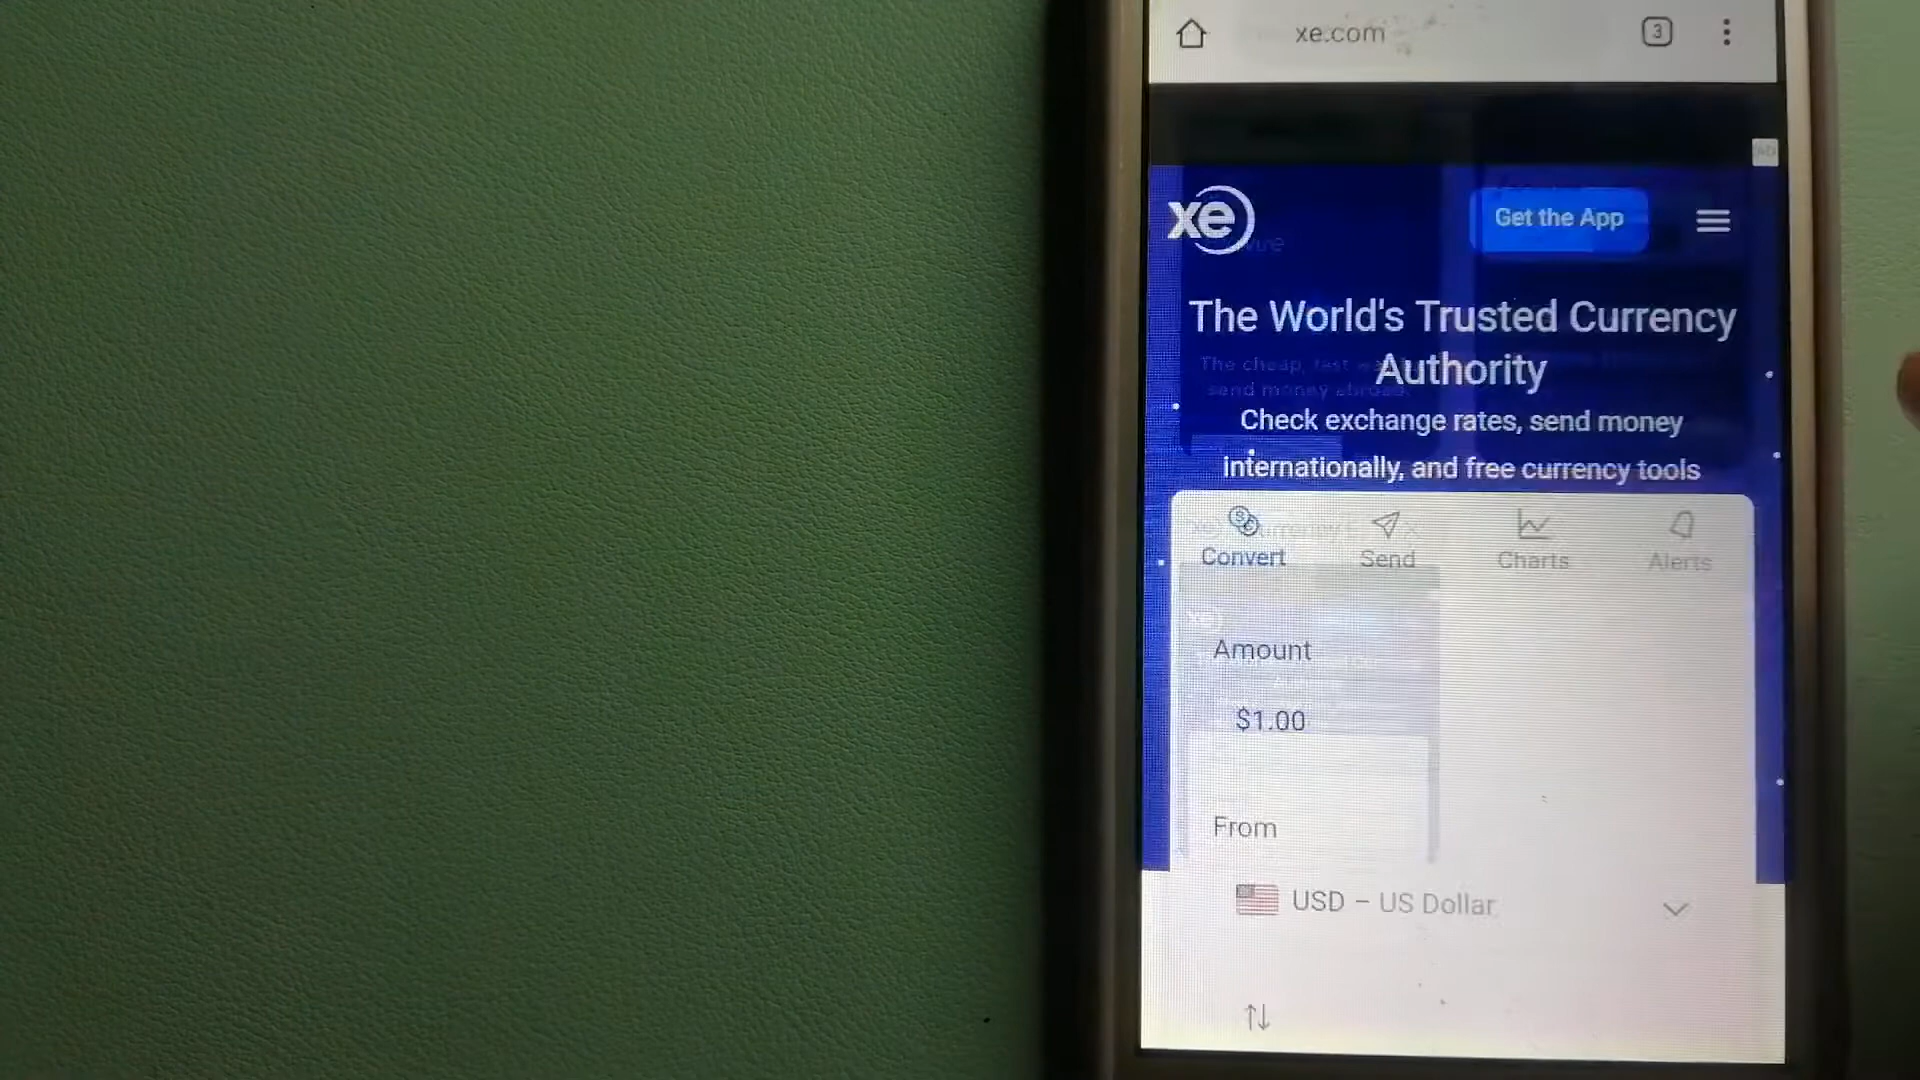 xe.com
3
xe
Get the App
The World's Trusted Currency
Authority
The cheap, fast
send money abroad.
Check exchange rates, send money
internationally, and free currency tools
Convert
Send
Charts
Alerts
xe
Amount
$1.00
From
USD – US Dollar